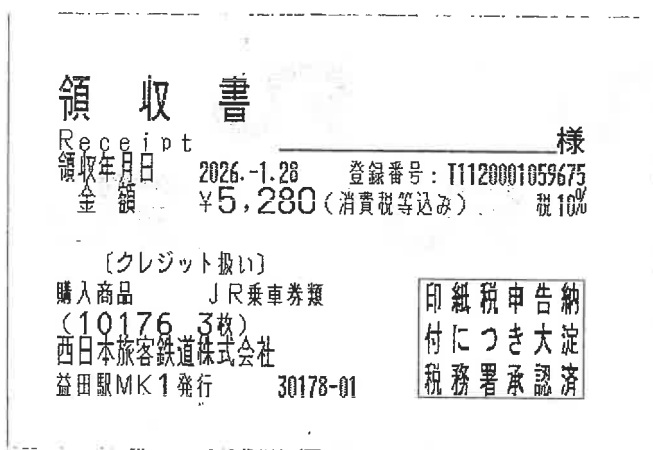 領収書
Receipt 様
領収年月日 2026.-1.28 登録番号：T1120001059675
金額 ¥5,280(消費税等込み) 税10%
〔クレジット扱い〕
購入商品 JR乗車券類
(10176 3枚)
西日本旅客鉄道株式会社
益田駅MK1発行 30178-01
印紙税申告納
付につき大淀
税務署承認済